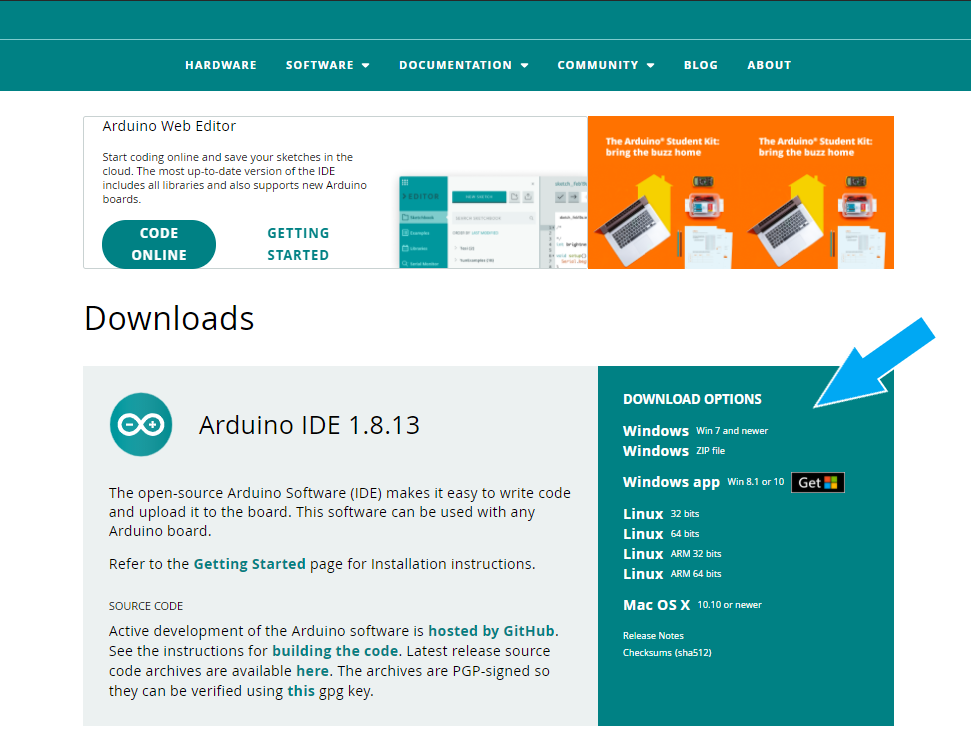 HARDWARE SOFTWARE DOCUMENTATION COMMUNITY BLOG ABOUT
Arduino Web Editor
Start coding online and save your sketches in the
cloud. The most up-to-date version of the IDE
includes all libraries and also supports new Arduino
boards.
CODE
ONLINE
GETTING
STARTED
EDITOR
NEW SKETCH
Sketchbook
SEARCH SKETCHBOOK
Examples
ORDER BY LAST MODIFIED
Libraries
Serial Monitor
The Arduino® Student Kit:
bring the buzz home
The Arduino® Student Kit:
bring the buzz home
Downloads
Arduino IDE 1.8.13
The open-source Arduino Software (IDE) makes it easy to write code
and upload it to the board. This software can be used with any
Arduino board.
Refer to the Getting Started page for Installation instructions.
SOURCE CODE
Active development of the Arduino software is hosted by GitHub.
See the instructions for building the code. Latest release source
code archives are available here. The archives are PGP-signed so
they can be verified using this gpg key.
DOWNLOAD OPTIONS
Windows Win 7 and newer
Windows ZIP file
Windows app Win 8.1 or 10 Get
Linux 32 bits
Linux 64 bits
Linux ARM 32 bits
Linux ARM 64 bits
Mac OS X 10.10 or newer
Release Notes
Checksums (sha512)